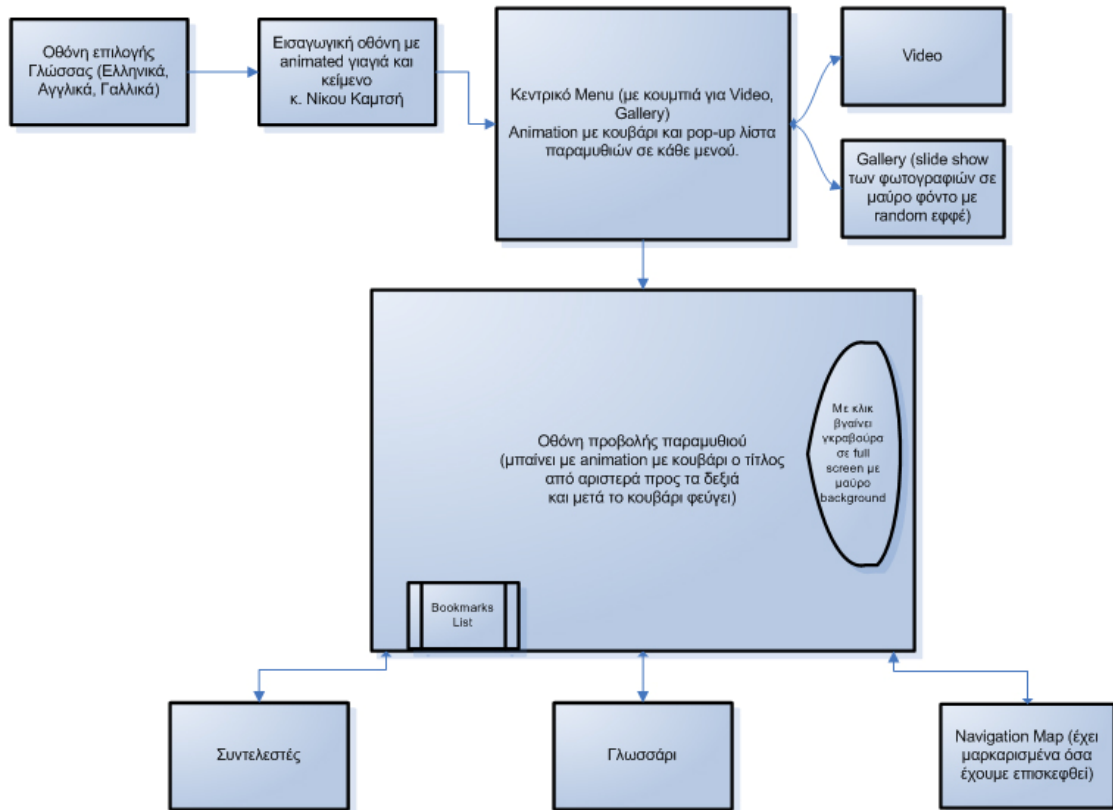 Οθόνη επιλογής
Γλώσσας (Ελληνικά,
Αγγλικά, Γαλλικά)
Εισαγωγική οθόνη με
animated γιαγιά και
κείμενο
κ. Νίκου Καμτσή
Κεντρικό Menu (με κουμπιά για Video,
Gallery)
Animation με κουβάρι και pop-up λίστα
παραμυθιών σε κάθε μενού.
Video
Gallery (slide show
των φωτογραφιών σε
μαύρο φόντο με
random εφφέ)
Οθόνη προβολής παραμυθιού
(μπαίνει με animation με κουβάρι ο τίτλος
από αριστερά προς τα δεξιά
και μετά το κουβάρι φεύγει)
Με κλικ
βγαίνει
γκραβούρα
σε full
screen με
μαύρο
background
Bookmarks
List
Συντελεστές
Γλωσσάρι
Navigation Map (έχει
μαρκαρισμένα όσα
έχουμε επισκεφθεί)